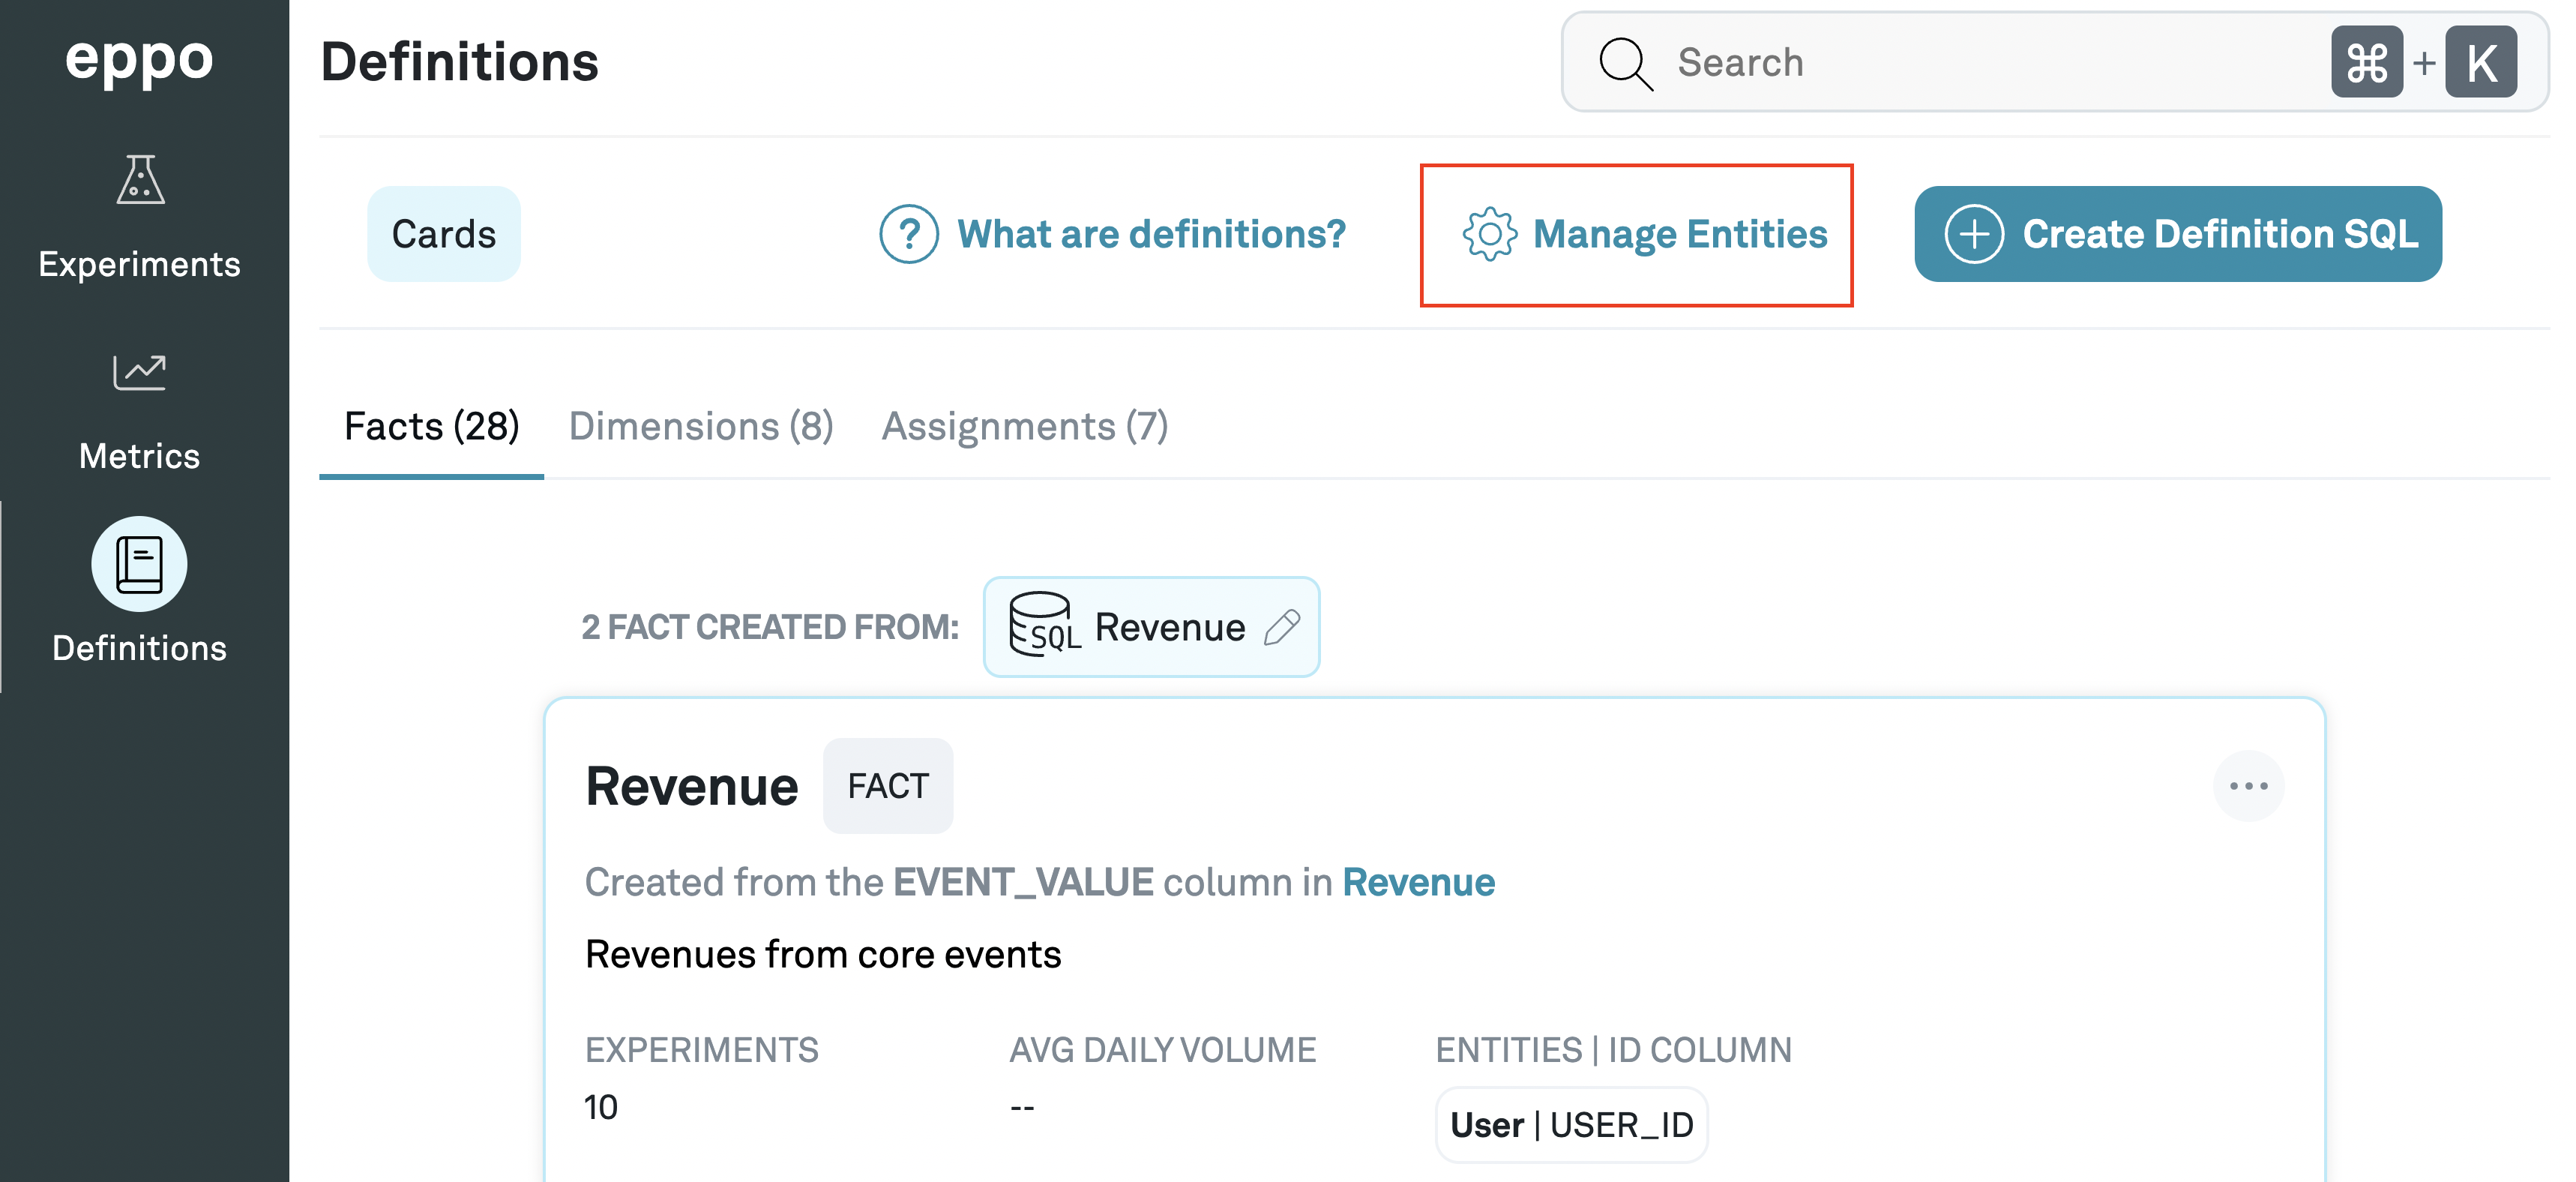 eppo
Experiments
Metrics
Definitions
Definitions
Search
⌘ + K
Cards
? What are definitions?
Manage Entities
Create Definition SQL
Facts (28)
Dimensions (8)
Assignments (7)
2 FACT CREATED FROM:
SQL Revenue
Revenue FACT
Created from the EVENT_VALUE column in Revenue
Revenues from core events
EXPERIMENTS
10
AVG DAILY VOLUME
--
ENTITIES | ID COLUMN
User | USER_ID